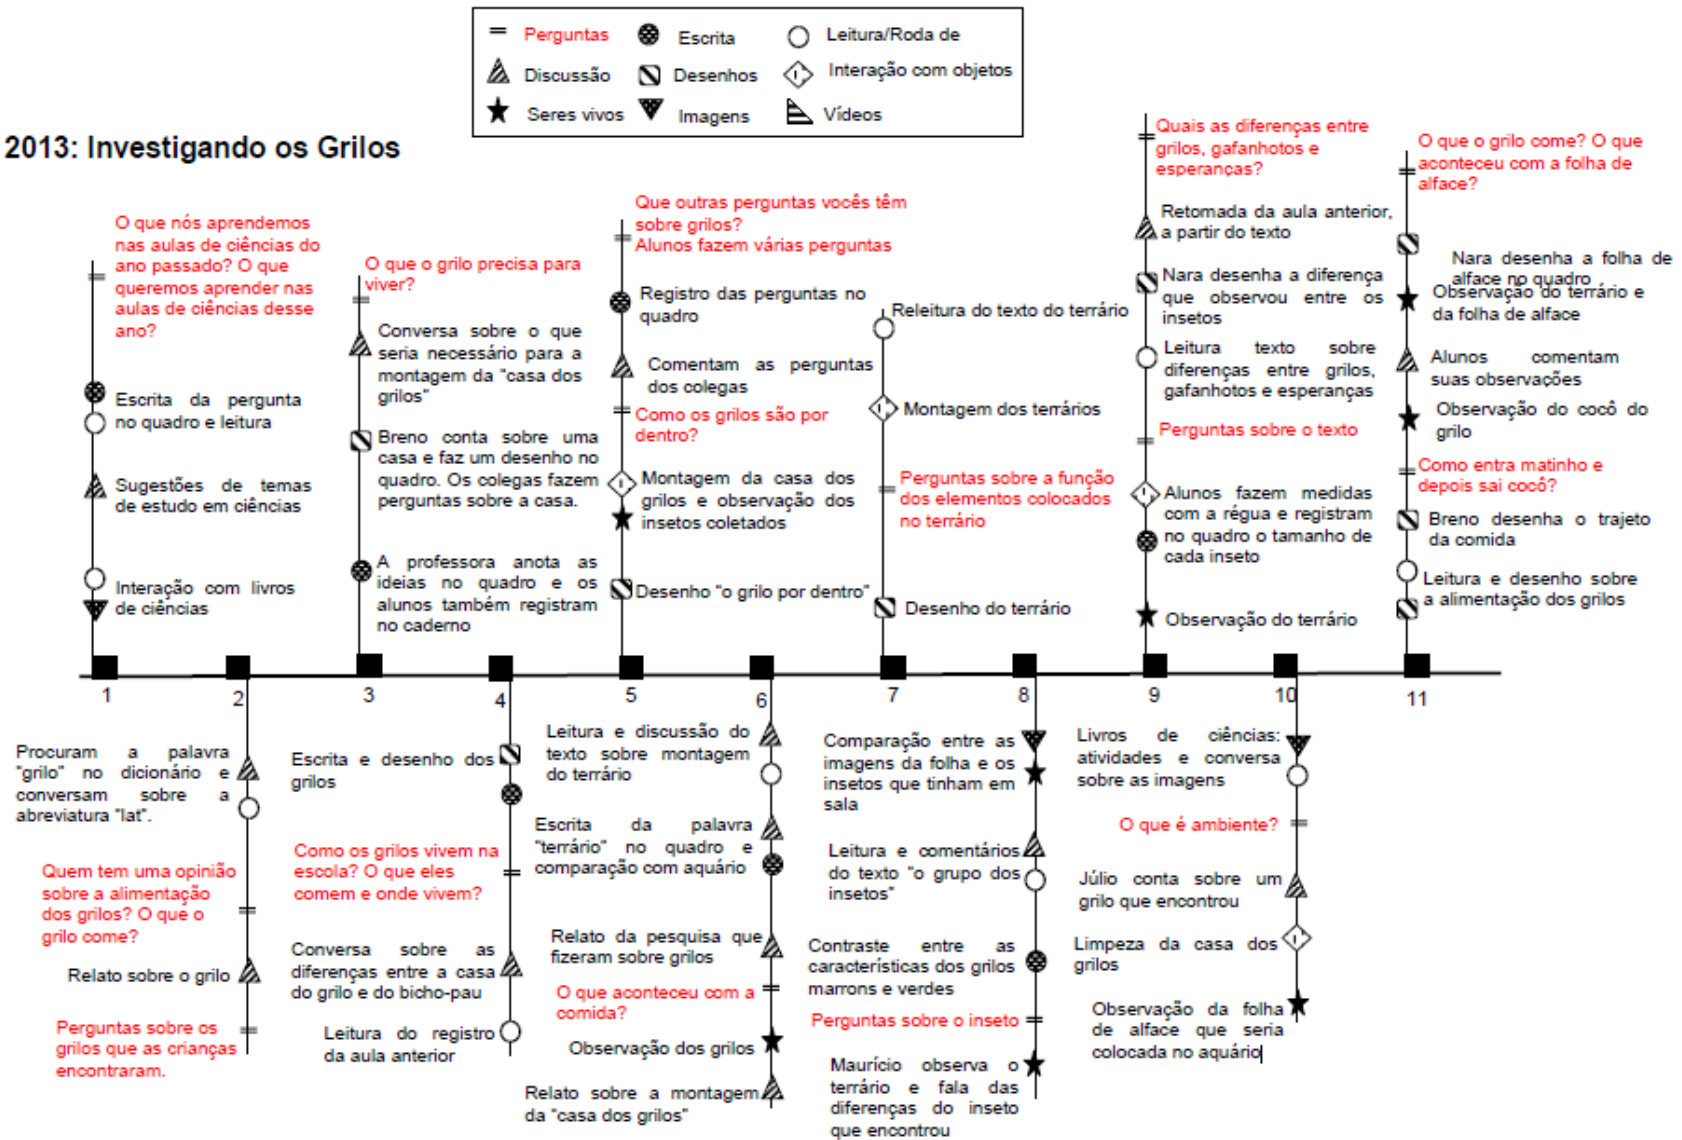 Perguntas
Escrita
Leitura/Roda de
Discussão
Desenhos
Interação com objetos
Seres vivos
Imagens
Vídeos
2013: Investigando os Grilos
O que nós aprendemos
nas aulas de ciências do
ano passado? O que
queremos aprender nas
aulas de ciências desse
ano?
Escrita da pergunta
no quadro e leitura
Sugestões de temas
de estudo em ciências
Interação com livros
de ciências
O que o grilo precisa para
viver?
Conversa sobre o que
seria necessário para a
montagem da "casa dos
grilos"
Breno conta sobre uma
casa e faz um desenho no
quadro. Os colegas fazem
perguntas sobre a casa.
A professora anota as
ideias no quadro e os
alunos também registram
no caderno
Que outras perguntas vocês têm
sobre grilos?
Alunos fazem várias perguntas
Registro das perguntas no
quadro
Comentam as perguntas
dos colegas
Como os grilos são por
dentro?
Montagem da casa dos
grilos e observação dos
insetos coletados
Desenho "o grilo por dentro"
Releitura do texto do terrário
Montagem dos terrários
Perguntas sobre a função
dos elementos colocados
no terrário
Desenho do terrário
Quais as diferenças entre
grilos, gafanhotos e
esperanças?
Retomada da aula anterior,
a partir do texto
Nara desenha a diferença
que observou entre os
insetos
Leitura texto sobre
diferenças entre grilos,
gafanhotos e esperanças
Perguntas sobre o texto
Alunos fazem medidas
com a régua e registram
no quadro o tamanho de
cada inseto
Observação do terrário
O que o grilo come? O que
aconteceu com a folha de
alface?
Nara desenha a folha de
alface no quadro
Observação do terrário e
da folha de alface
Alunos comentam
suas observações
Observação do cocô do
grilo
Como entra matinho e
depois sai cocô?
Breno desenha o trajeto
da comida
Leitura e desenho sobre
a alimentação dos grilos
1
2
3
4
5
6
7
8
9
10
11
Procuram a palavra
"grilo" no dicionário e
conversam sobre a
abreviatura "lat".
Quem tem uma opinião
sobre a alimentação
dos grilos? O que o
grilo come?
Relato sobre o grilo
Perguntas sobre os
grilos que as crianças
encontraram.
Escrita e desenho dos
grilos
Como os grilos vivem na
escola? O que eles
comem e onde vivem?
Conversa sobre as
diferenças entre a casa
do grilo e do bicho-pau
Leitura do registro
da aula anterior
Leitura e discussão do
texto sobre montagem
do terrário
Escrita da palavra
"terrário" no quadro e
comparação com aquário
Relato da pesquisa que
fizeram sobre grilos
O que aconteceu com a
comida?
Observação dos grilos
Relato sobre a montagem
da "casa dos grilos"
Comparação entre as
imagens da folha e os
insetos que tinham em
sala
Leitura e comentários
do texto "o grupo dos
insetos"
Contraste entre as
características dos grilos
marrons e verdes
Perguntas sobre o inseto
Maurício observa o
terrário e fala das
diferenças do inseto
que encontrou
Livros de ciências:
atividades e conversa
sobre as imagens
O que é ambiente?
Júlio conta sobre um
grilo que encontrou
Limpeza da casa dos
grilos
Observação da folha
de alface que seria
colocada no aquário